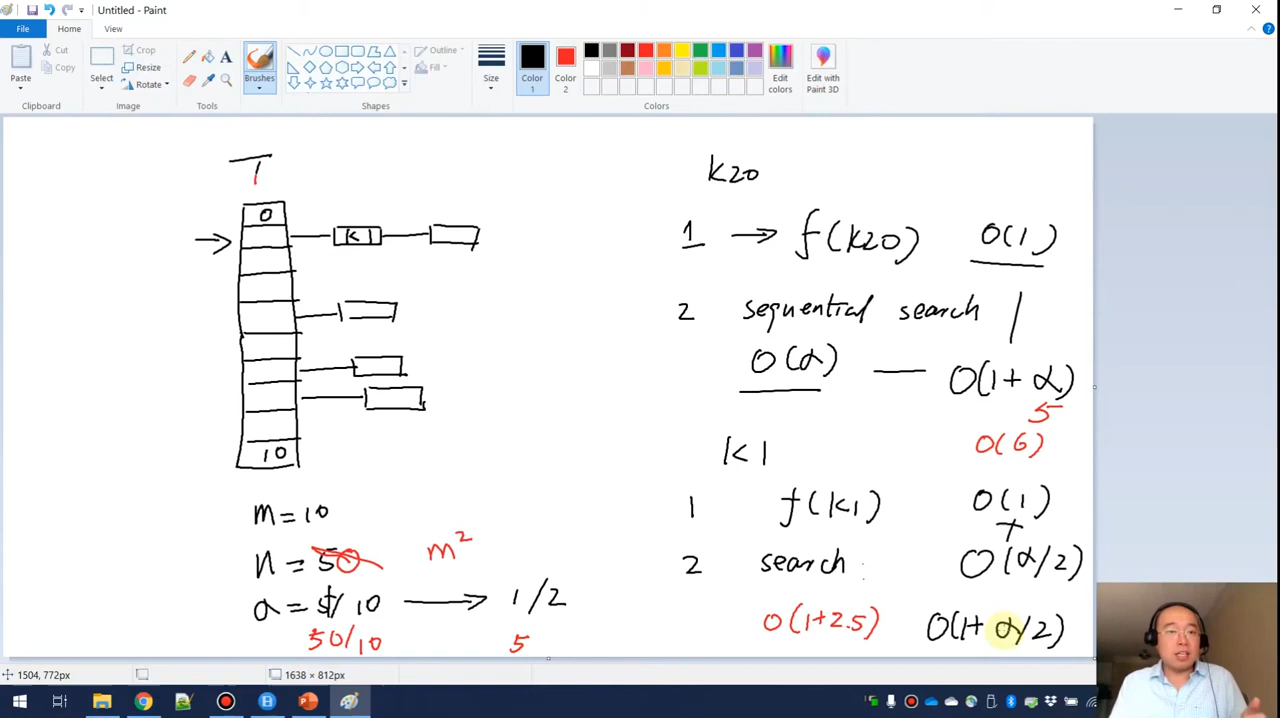 Untitled - Paint
File
Home
View
Paste
Cut
Copy
Clipboard
Select
Crop
Resize
Rotate
Image
Tools
Brushes
Shapes
Outline
Fill
Size
Color 1
Color 2
Edit colors
Colors
Edit with Paint 3D
T
0
K1
10
m = 10
n = 50 m²
α = 5/10 → 1/2
50/10 5
K20
1 → f(K20) O(1)
2 sequential search
O(α) — O(1+α)
5
O(6)
K1
1 f(K1) O(1)
+
2 search: O(α/2)
O(1+2.5) O(1+α/2)
1504, 772px
1638 × 812px